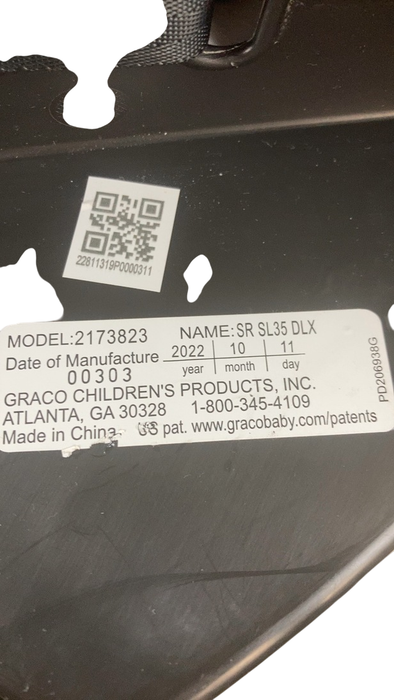 22811319P0000311
MODEL:2173823 NAME:SR SL35 DLX
Date of Manufacture 2022 10 11
year month day
00303
GRACO CHILDREN'S PRODUCTS, INC.
ATLANTA, GA 30328 1-800-345-4109
Made in China. US pat. www.gracobaby.com/patents
PD206938G